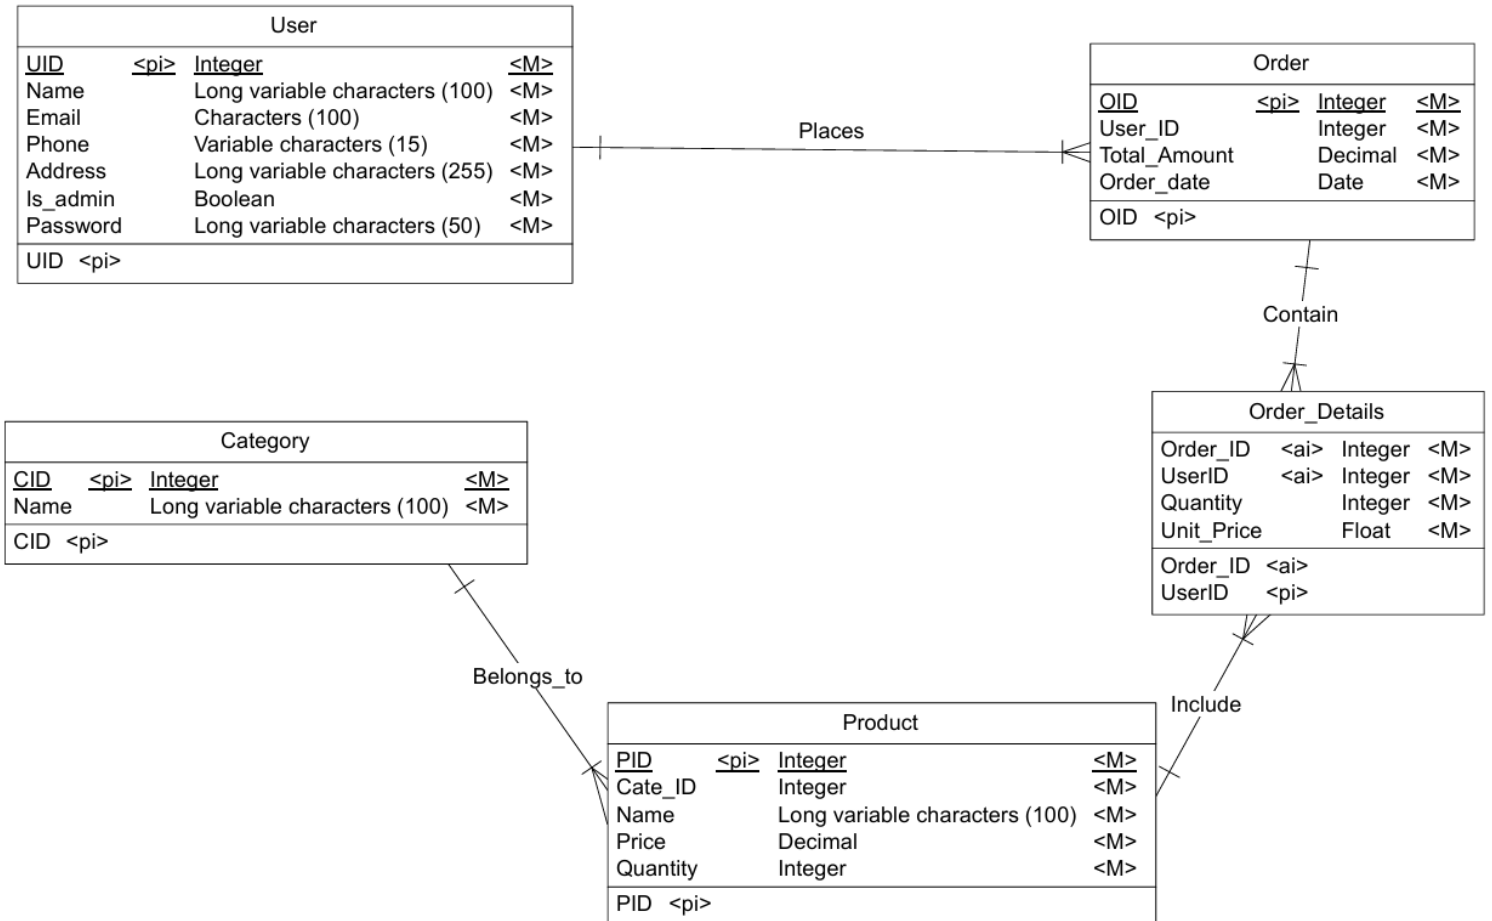 User
UID <pi> Integer <M>
Name Long variable characters (100) <M>
Email Characters (100) <M>
Phone Variable characters (15) <M>
Address Long variable characters (255) <M>
Is_admin Boolean <M>
Password Long variable characters (50) <M>
UID <pi>
Places
Order
OID <pi> Integer <M>
User_ID Integer <M>
Total_Amount Decimal <M>
Order_date Date <M>
OID <pi>
Contain
Order_Details
Order_ID <ai> Integer <M>
UserID <ai> Integer <M>
Quantity Integer <M>
Unit_Price Float <M>
Order_ID <ai>
UserID <pi>
Category
CID <pi> Integer <M>
Name Long variable characters (100) <M>
CID <pi>
Belongs_to
Include
Product
PID <pi> Integer <M>
Cate_ID Integer <M>
Name Long variable characters (100) <M>
Price Decimal <M>
Quantity Integer <M>
PID <pi>